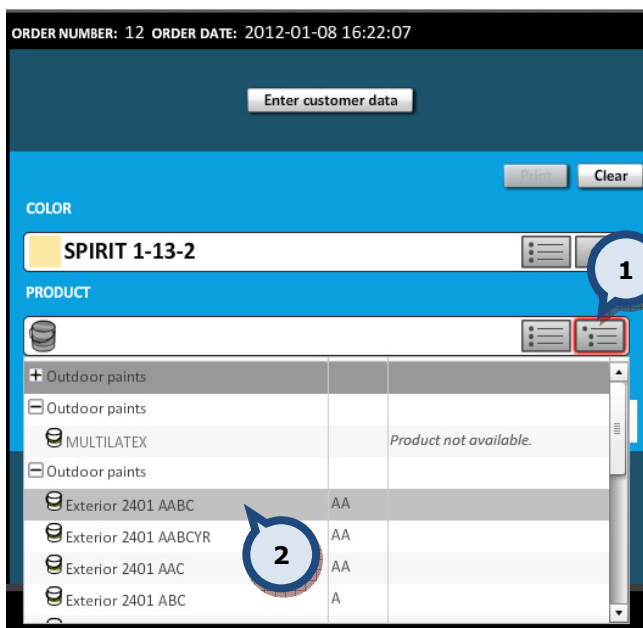 ORDER NUMBER: 12 ORDER DATE: 2012-01-08 16:22:07
Enter customer data
Print Clear
COLOR
SPIRIT 1-13-2
1
PRODUCT
Outdoor paints
Outdoor paints
MULTILATEX Product not available.
Outdoor paints
Exterior 2401 AABC AA
Exterior 2401 AABCYR AA
2
Exterior 2401 AAC AA
Exterior 2401 ABC A